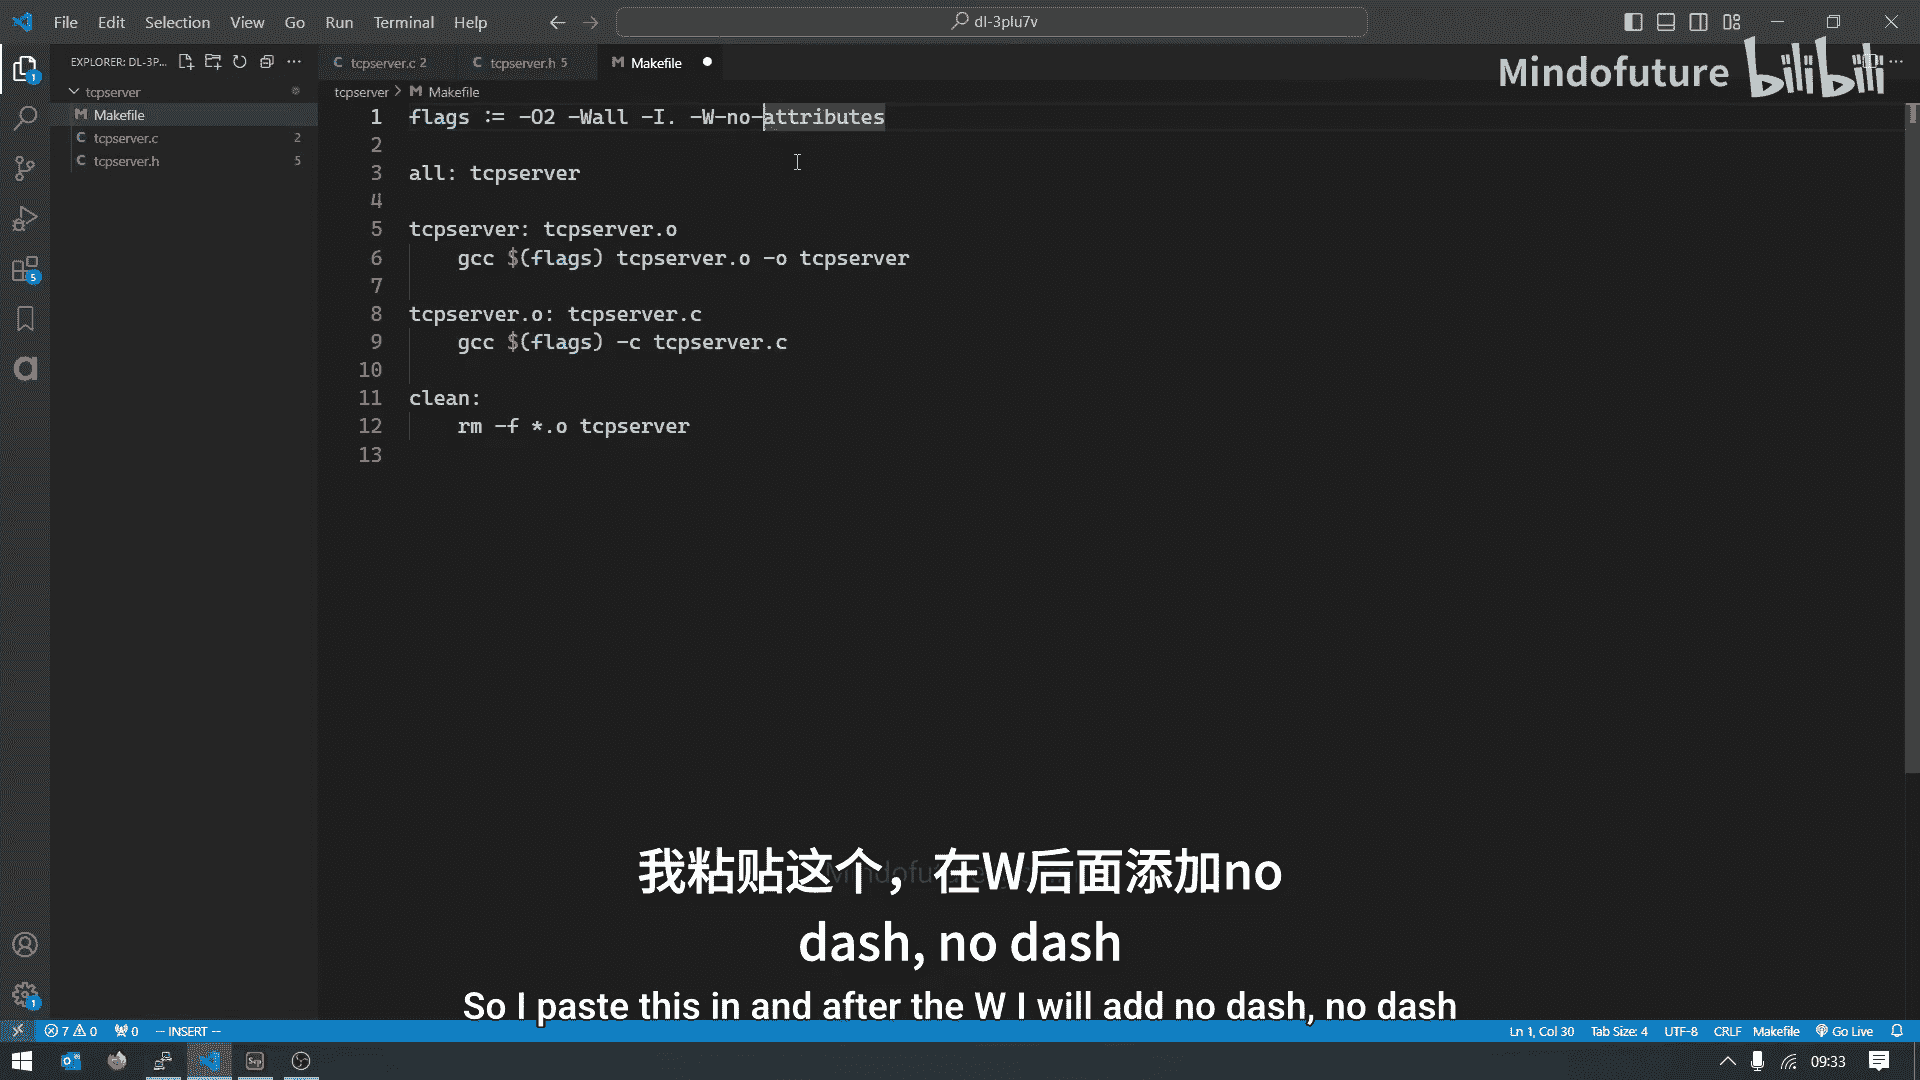 File Edit Selection View Go Run Terminal Help
dl-3plu7v
EXPLORER: DL-3P...
tcpserver.c 2
tcpserver.h 5
Makefile
Mindofuture bilibili
tcpserver
Makefile
tcpserver.c 2
tcpserver.h 5
tcpserver > Makefile
1 flags := -O2 -Wall -I. -W-no-attributes
2
3 all: tcpserver
4
5 tcpserver: tcpserver.o
6 gcc $(flags) tcpserver.o -o tcpserver
7
8 tcpserver.o: tcpserver.c
9 gcc $(flags) -c tcpserver.c
10
11 clean:
12 rm -f *.o tcpserver
13
我粘贴这个，在W后面添加no
dash, no dash
So I paste this in and after the W I will add no dash, no dash
7 0 0 -- INSERT --
Ln 1, Col 30 Tab Size: 4 UTF-8 CRLF Makefile Go Live
09:33